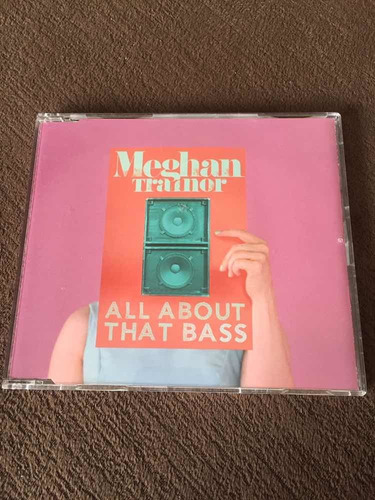 Meghan
Trainor
ALL ABOUT
THAT BASS